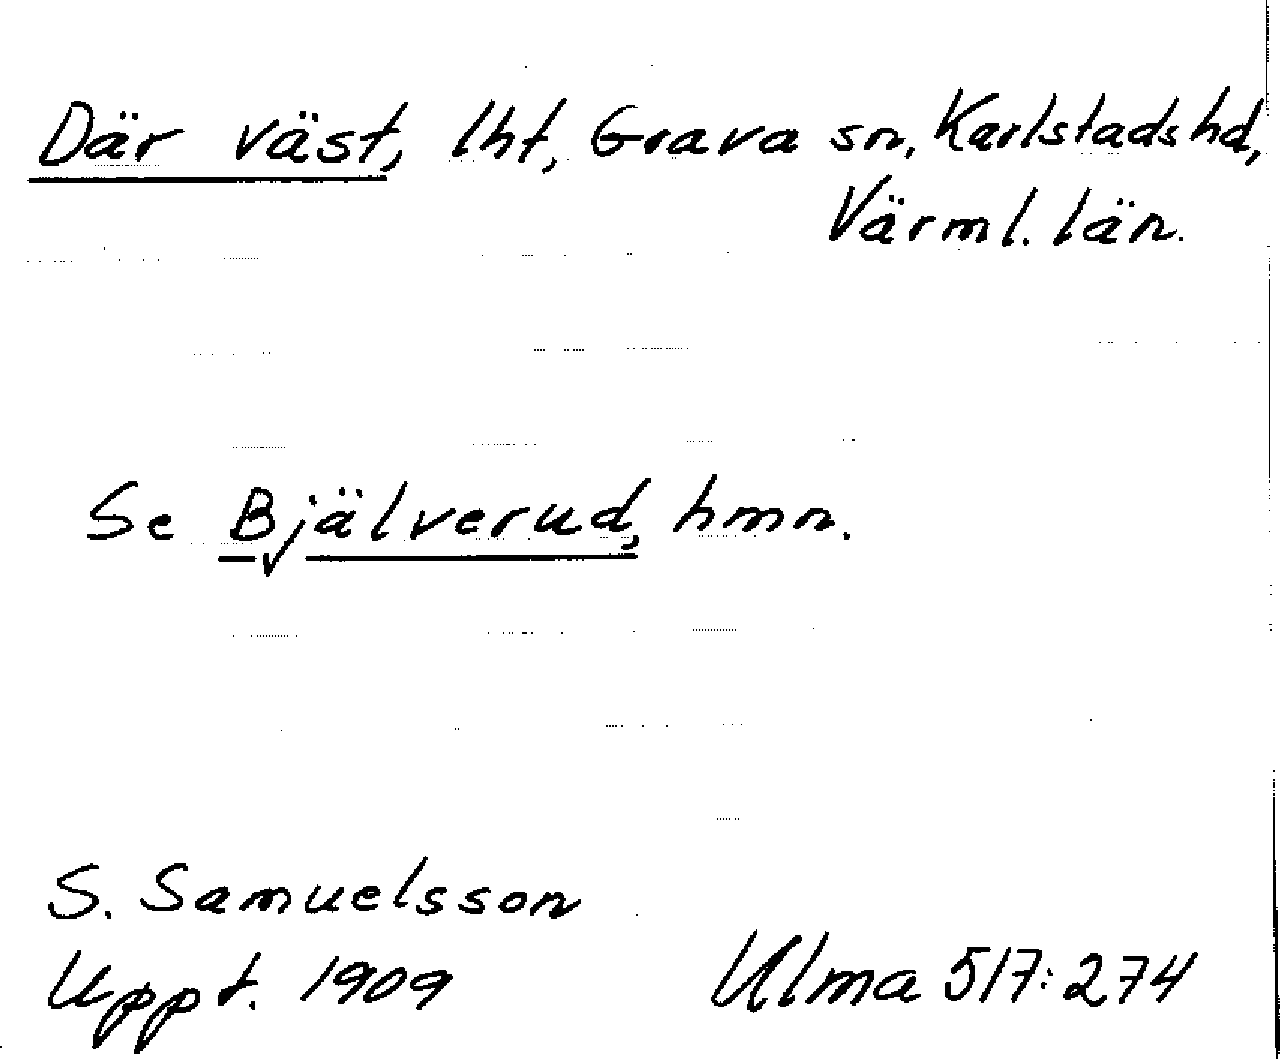 Där väst, lht, Grava sn, Karlstads hd,
Värml. län.
Se Bjälverud, hmn.
S. Samuelsson
Uppt. 1909
Ulma 517:274